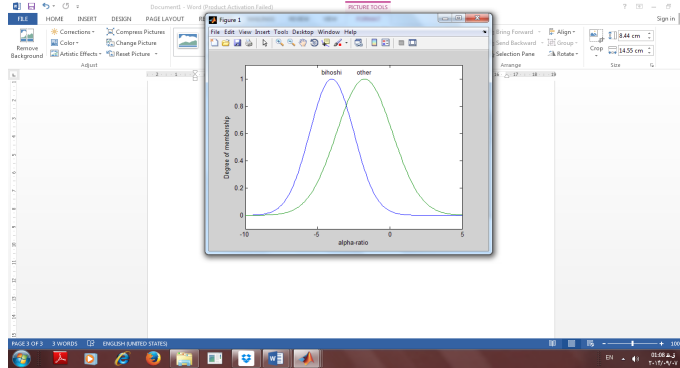 Document1 - Word (Product Activation Failed)
PICTURE TOOLS
FILE HOME INSERT DESIGN PAGE LAYOUT
Sign in
Remove Background
Corrections
Color
Artistic Effects
Compress Pictures
Change Picture
Reset Picture
Adjust
Bring Forward
Send Backward
Selection Pane
Align
Group
Rotate
Arrange
Crop
8.44 cm
14.55 cm
Size
Figure 1
File Edit View Insert Tools Desktop Window Help
bihoshi other
1
0.8
0.6
0.4
0.2
0
Degree of membership
-10 -5 0 5
alpha-ratio
PAGE 3 OF 3 3 WORDS ENGLISH (UNITED STATES)
100
EN